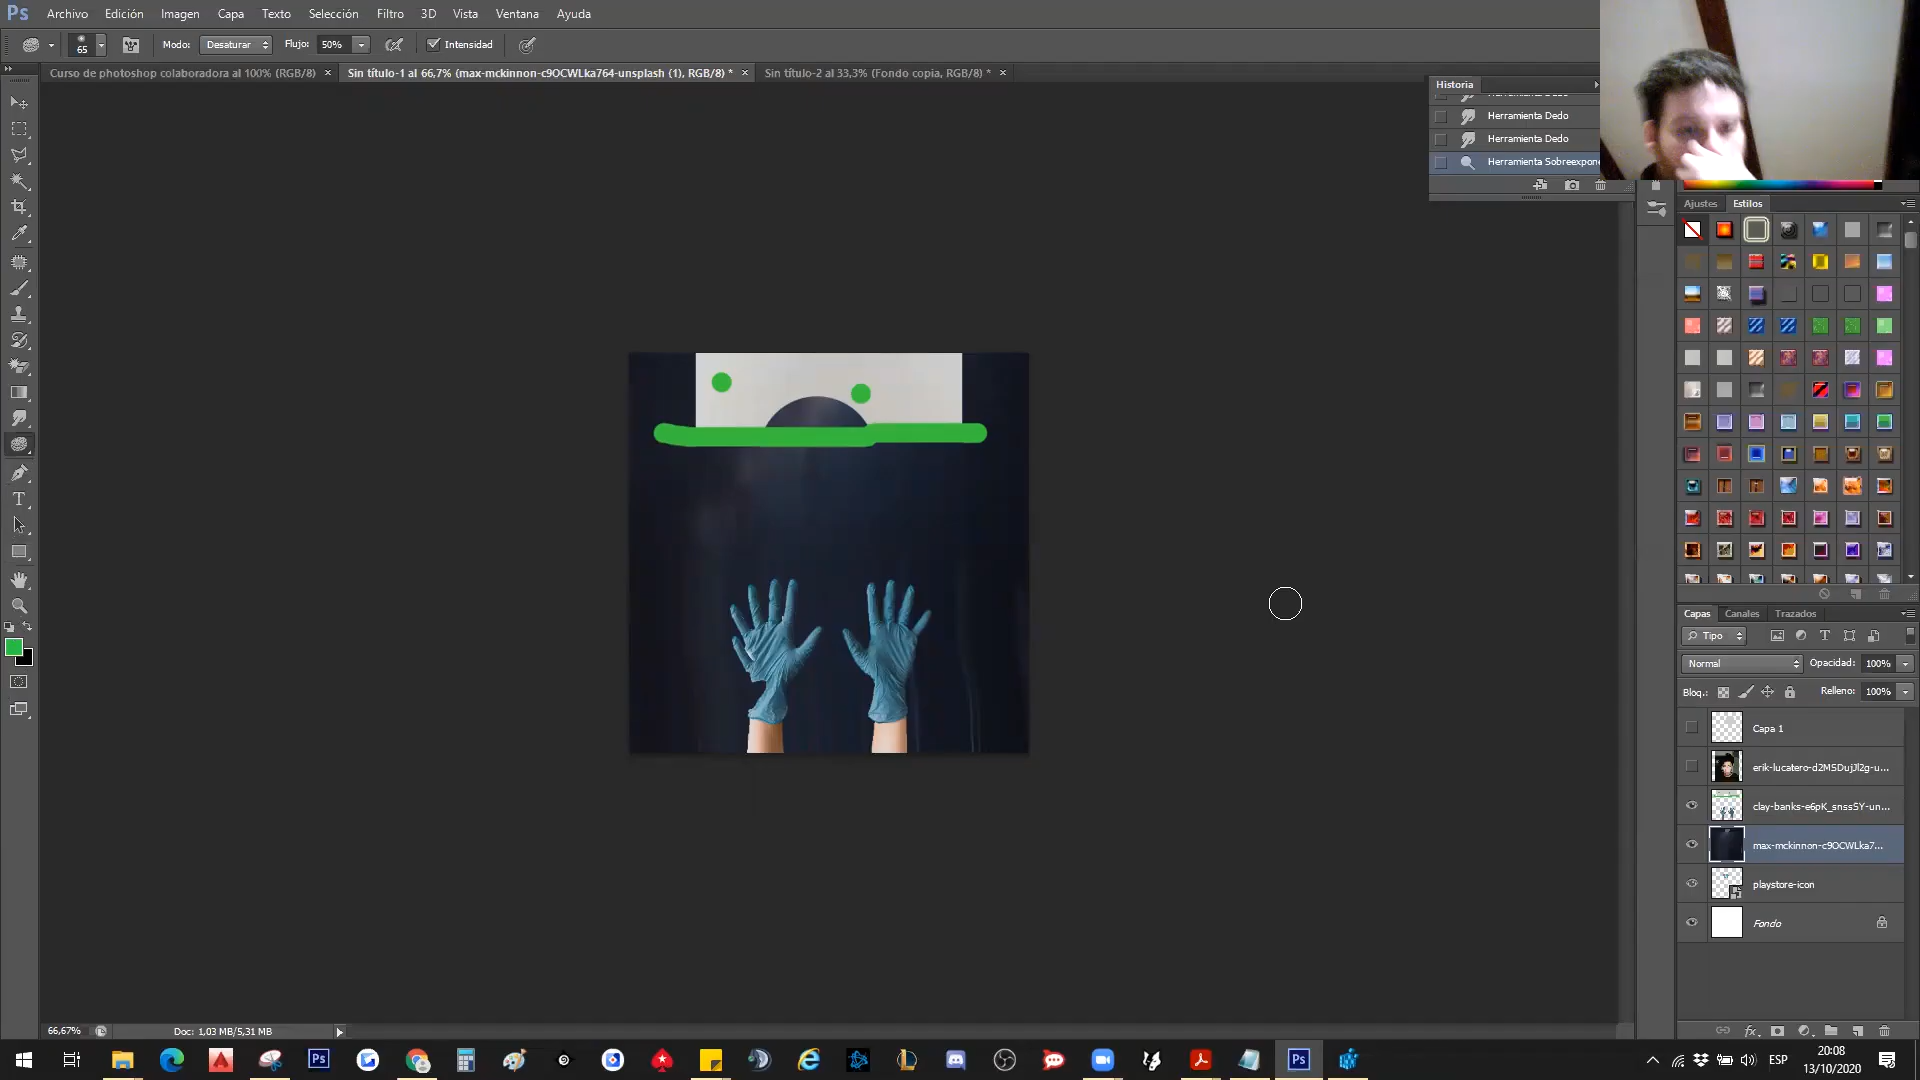 Ps Archivo Edición Imagen Capa Texto Selección Filtro 3D Vista Ventana Ayuda
65 Modo: Desaturar Flujo: 50% Intensidad
Curso de photoshop colaboradora al 100% (RGB/8) × Sin título-1 al 66,7% (max-mckinnon-c9OCWLka764-unsplash (1), RGB/8) * × Sin título-2 al 33,3% (Fondo copia, RGB/8) * ×
Historia
Herramienta Dedo
Herramienta Dedo
Herramienta Sobreexpone
Ajustes Estilos
Capas Canales Trazados
Tipo
Normal Opacidad: 100%
Bloq.: Relleno: 100%
Capa 1
erik-lucatero-d2MSDujJl2g-u...
clay-banks-e6pK_snssSY-un...
max-mckinnon-c9OCWLka7...
playstore-icon
Fondo
66,67% Doc: 1,03 MB/5,31 MB
ESP
20:08
13/10/2020